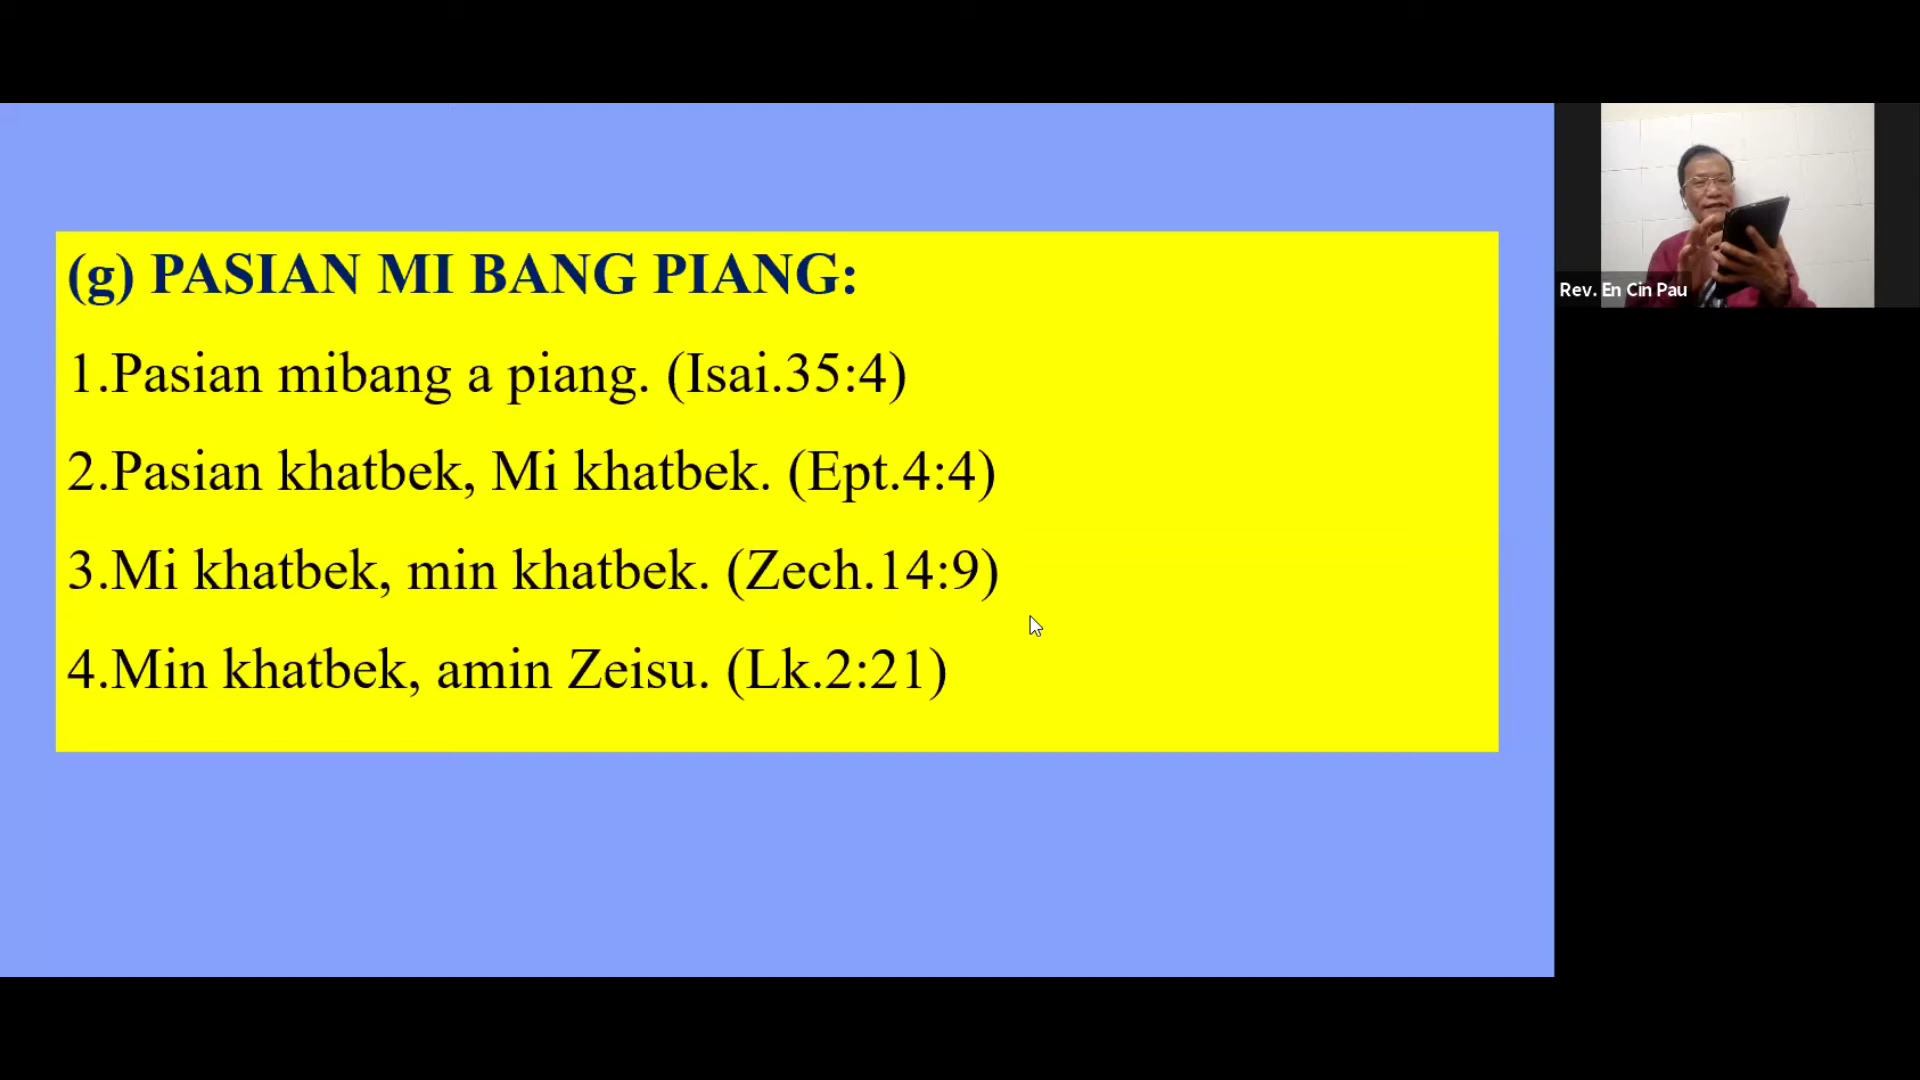 (g) PASIAN MI BANG PIANG:
1.Pasian mibang a piang. (Isai.35:4)
2.Pasian khatbek, Mi khatbek. (Ept.4:4)
3.Mi khatbek, min khatbek. (Zech.14:9)
4.Min khatbek, amin Zeisu. (Lk.2:21)
Rev. En Cin Pau